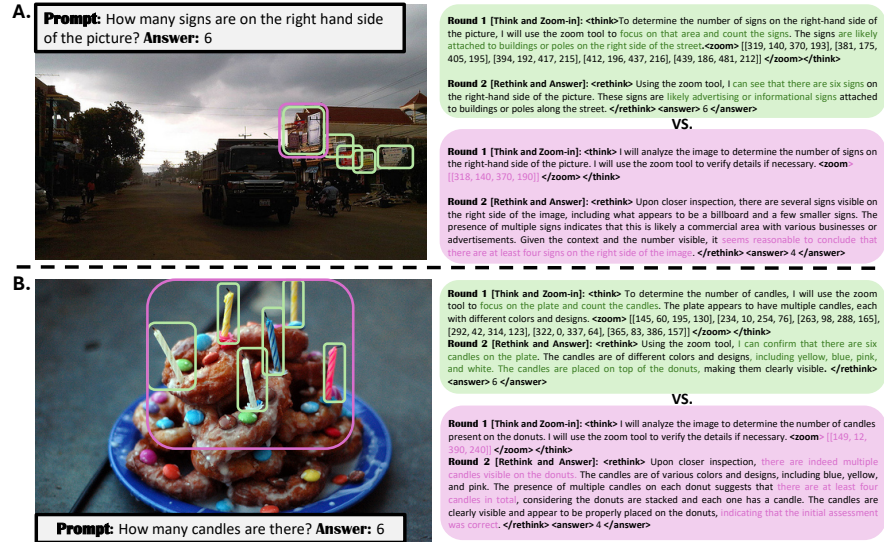 A.
Prompt: How many signs are on the right hand side
of the picture? Answer: 6
Round 1 [Think and Zoom-in]: <think>To determine the number of signs on the right-hand side of
the picture, I will use the zoom tool to focus on that area and count the signs. The signs are likely
attached to buildings or poles on the right side of the street.<zoom> [[319, 140, 370, 193], [381, 175,
405, 195], [394, 192, 417, 215], [412, 196, 437, 216], [439, 186, 481, 212]] </zoom></think>
Round 2 [Rethink and Answer]: <rethink> Using the zoom tool, I can see that there are six signs on
the right-hand side of the picture. These signs are likely advertising or informational signs attached
to buildings or poles along the street. </rethink> <answer> 6 </answer>
VS.
Round 1 [Think and Zoom-in]: <think> I will analyze the image to determine the number of signs on
the right-hand side of the picture. I will use the zoom tool to verify details if necessary. <zoom>
[[318, 140, 370, 190]] </zoom> </think>
Round 2 [Rethink and Answer]: <rethink> Upon closer inspection, there are several signs visible on
the right side of the image, including what appears to be a billboard and a few smaller signs. The
presence of multiple signs indicates that this is likely a commercial area with various businesses or
advertisements. Given the context and the number visible, it seems reasonable to conclude that
there are at least four signs on the right side of the image. </rethink> <answer> 4 </answer>
B.
Prompt: How many candles are there? Answer: 6
Round 1 [Think and Zoom-in]: <think> To determine the number of candles, I will use the zoom
tool to focus on the plate and count the candles. The plate appears to have multiple candles, each
with different colors and designs. <zoom> [[145, 60, 195, 130], [234, 10, 254, 76], [263, 98, 288, 165],
[292, 42, 314, 123], [322, 0, 337, 64], [365, 83, 386, 157]] </zoom> </think>
Round 2 [Rethink and Answer]: <rethink> Using the zoom tool, I can confirm that there are six
candles on the plate. The candles are of different colors and designs, including yellow, blue, pink,
and white. The candles are placed on top of the donuts, making them clearly visible. </rethink>
<answer> 6 </answer>
VS.
Round 1 [Think and Zoom-in]: <think> I will analyze the image to determine the number of candles
present on the donuts. I will use the zoom tool to verify the details if necessary. <zoom> [[149, 12,
390, 240]] </zoom> </think>
Round 2 [Rethink and Answer]: <rethink> Upon closer inspection, there are indeed multiple
candles visible on the donuts. The candles are of various colors and designs, including blue, yellow,
and pink. The presence of multiple candles on each donut suggests that there are at least four
candles in total, considering the donuts are stacked and each one has a candle. The candles are
clearly visible and appear to be properly placed on the donuts, indicating that the initial assessment
was correct. </rethink> <answer> 4 </answer>